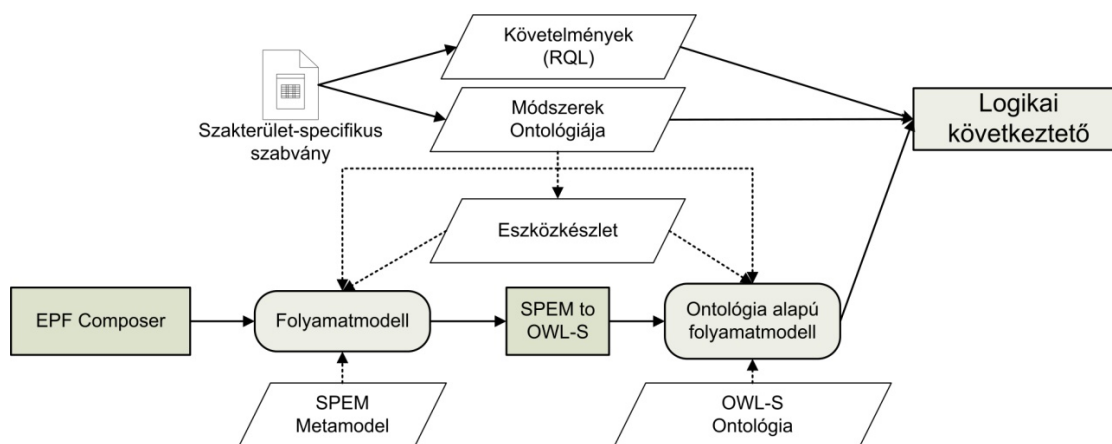 Követelmények
(RQL)
Szakterület-specifikus
szabvány
Módszerek
Ontológiája
Logikai
következtető
Eszközkészlet
EPF Composer
Folyamatmodell
SPEM to
OWL-S
Ontológia alapú
folyamatmodell
SPEM
Metamodel
OWL-S
Ontológia